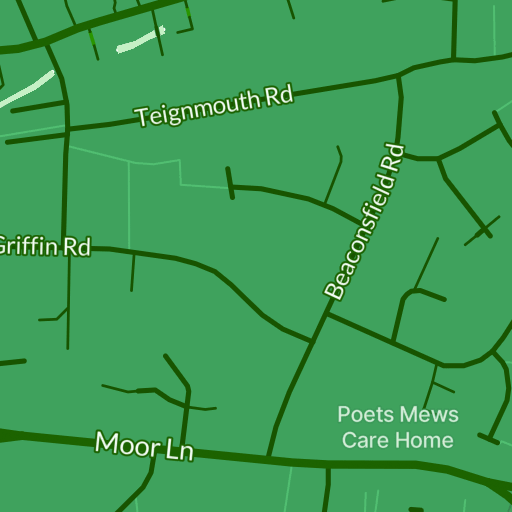 Teignmouth Rd
Beaconsfield Rd
Griffin Rd
Poets Mews
Care Home
Moor Ln